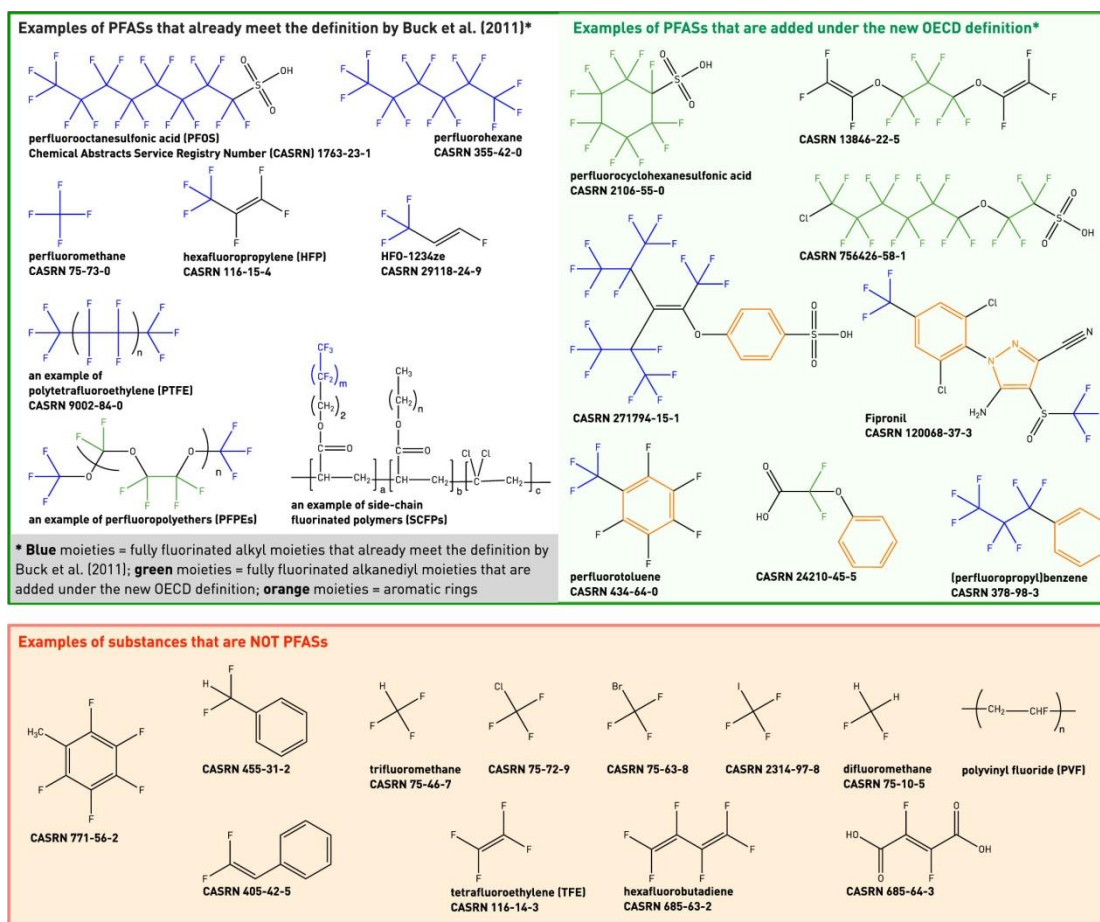 Examples of PFASs that already meet the definition by Buck et al. (2011)*
perfluorooctanesulfonic acid (PFOS)
Chemical Abstracts Service Registry Number (CASRN) 1763-23-1
perfluorohexane
CASRN 355-42-0
perfluoromethane
CASRN 75-73-0
hexafluoropropylene (HFP)
CASRN 116-15-4
HFO-1234ze
CASRN 29118-24-9
an example of
polytetrafluoroethylene (PTFE)
CASRN 9002-84-0
an example of perfluoropolyethers (PFPEs)
an example of side-chain
fluorinated polymers (SCFPs)
* Blue moieties = fully fluorinated alkyl moieties that already meet the definition by
Buck et al. (2011); green moieties = fully fluorinated alkanediyl moieties that are
added under the new OECD definition; orange moieties = aromatic rings
Examples of PFASs that are added under the new OECD definition*
perfluorocyclohexanesulfonic acid
CASRN 2106-55-0
CASRN 13846-22-5
CASRN 756426-58-1
CASRN 271794-15-1
Fipronil
CASRN 120068-37-3
perfluorotoluene
CASRN 434-64-0
CASRN 24210-45-5
(perfluoropropyl)benzene
CASRN 378-98-3
Examples of substances that are NOT PFASs
CASRN 771-56-2
CASRN 455-31-2
trifluoromethane
CASRN 75-46-7
CASRN 75-72-9
CASRN 75-63-8
CASRN 2314-97-8
difluoromethane
CASRN 75-10-5
polyvinyl fluoride (PVF)
CASRN 405-42-5
tetrafluoroethylene (TFE)
CASRN 116-14-3
hexafluorobutadiene
CASRN 685-63-2
CASRN 685-64-3